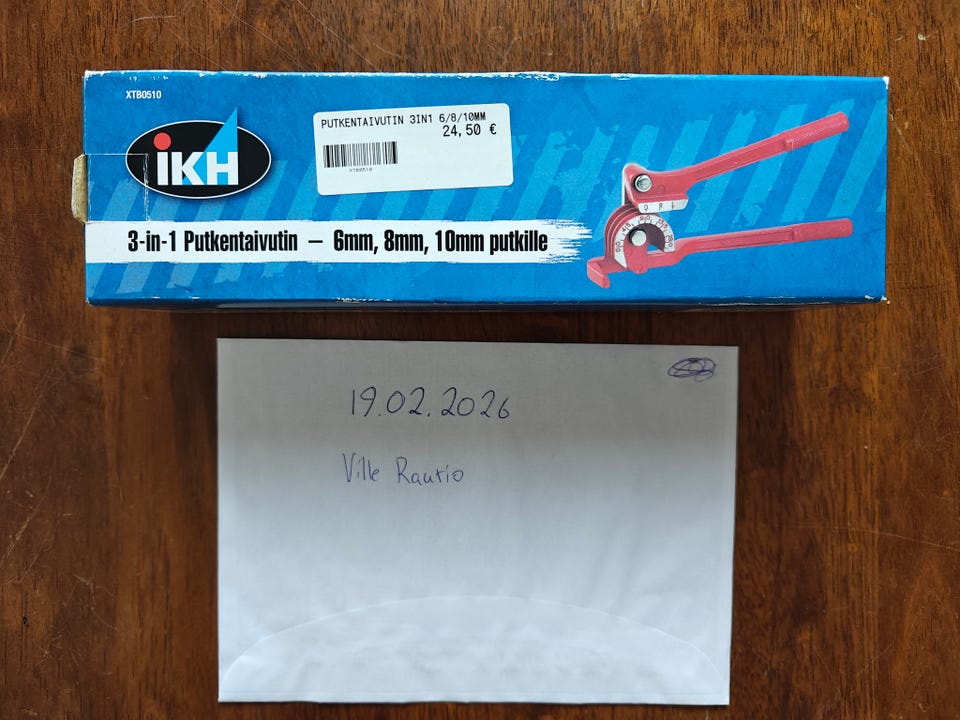 XTB0510
IKH
PUTKENTAIVUTIN 3IN1 6/8/10MM
24,50 €
XTB0510
3-in-1 Putkentaivutin – 6mm, 8mm, 10mm putkille
19.02.2026
Ville Rautio